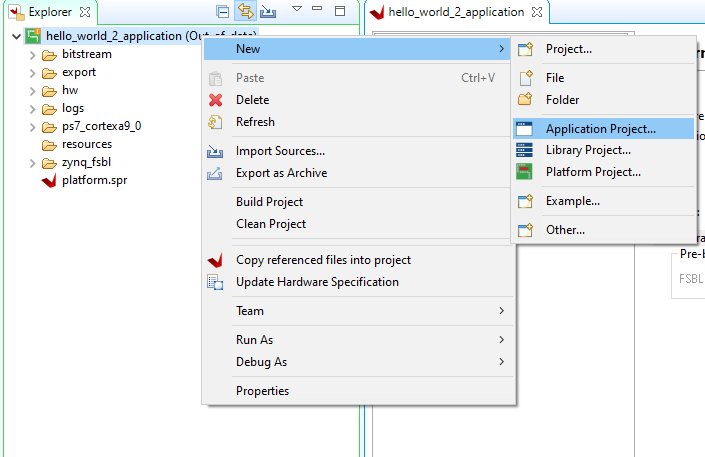 Explorer
hello_world_2_application
hello_world_2_application (Out-of-date)
bitstream
export
hw
logs
ps7_cortexa9_0
resources
zynq_fsbl
platform.spr
New
Paste Ctrl+V
Delete
Refresh
Import Sources...
Export as Archive
Build Project
Clean Project
Copy referenced files into project
Update Hardware Specification
Team
Run As
Debug As
Properties
Project...
File
Folder
Application Project...
Library Project...
Platform Project...
Example...
Other...
Pre-b
FSBL